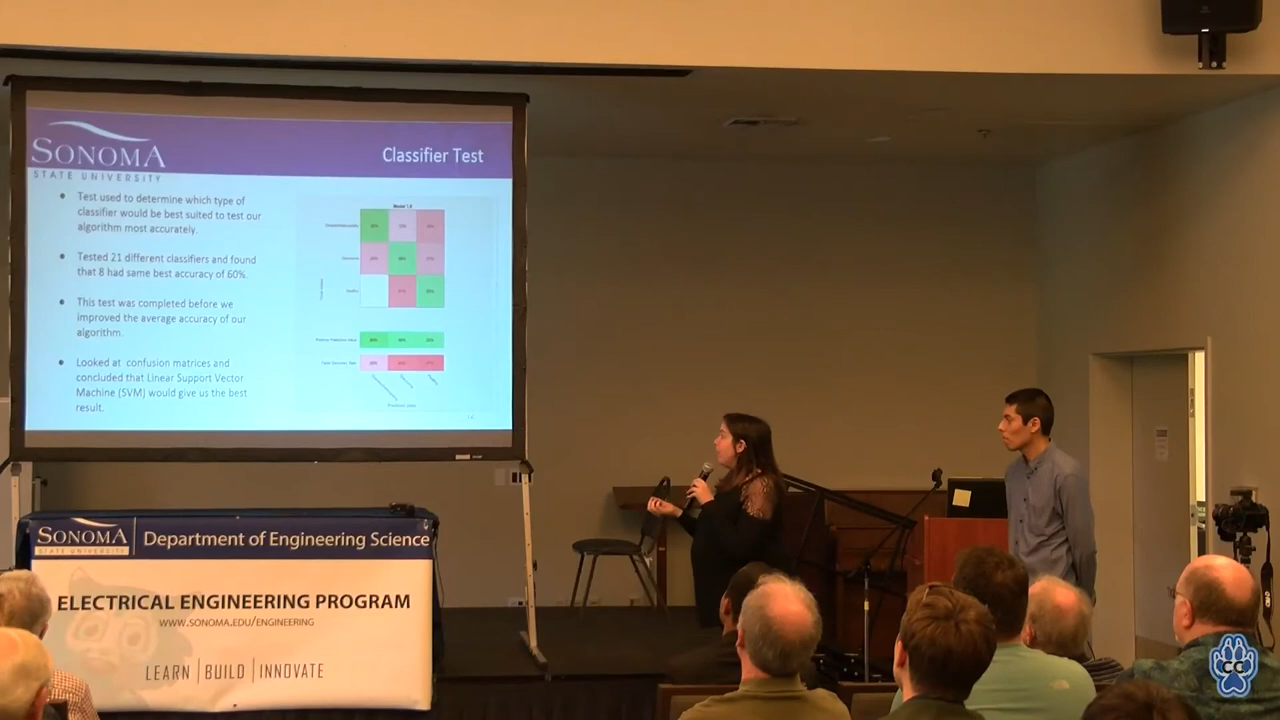 SONOMA
STATE UNIVERSITY
Classifier Test
Test used to determine which type of
classifier would be best suited to test our
algorithm most accurately.
Tested 21 different classifiers and found
that 8 had same best accuracy of 60%.
This test was completed before we
improved the average accuracy of our
algorithm.
Looked at confusion matrices and
concluded that Linear Support Vector
Machine (SVM) would give us the best
result.
SONOMA
STATE UNIVERSITY
Department of Engineering Science
ELECTRICAL ENGINEERING PROGRAM
WWW.SONOMA.EDU/ENGINEERING
LEARN | BUILD | INNOVATE
CC